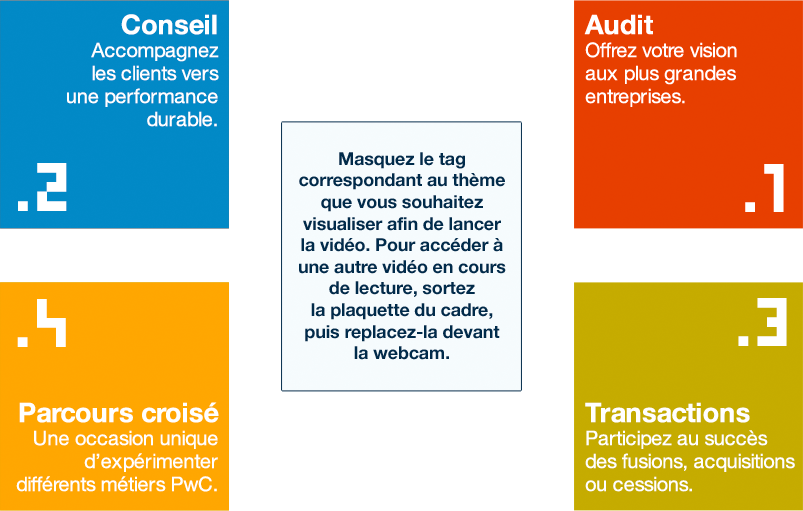 Conseil
Accompagnez
les clients vers
une performance
durable.
.2
Audit
Offrez votre vision
aux plus grandes
entreprises.
.1
Masquez le tag
correspondant au thème
que vous souhaitez
visualiser afin de lancer
la vidéo. Pour accéder à
une autre vidéo en cours
de lecture, sortez
la plaquette du cadre,
puis replacez-la devant
la webcam.
.4
Parcours croisé
Une occasion unique
d’expérimenter
différents métiers PwC.
.3
Transactions
Participez au succès
des fusions, acquisitions
ou cessions.